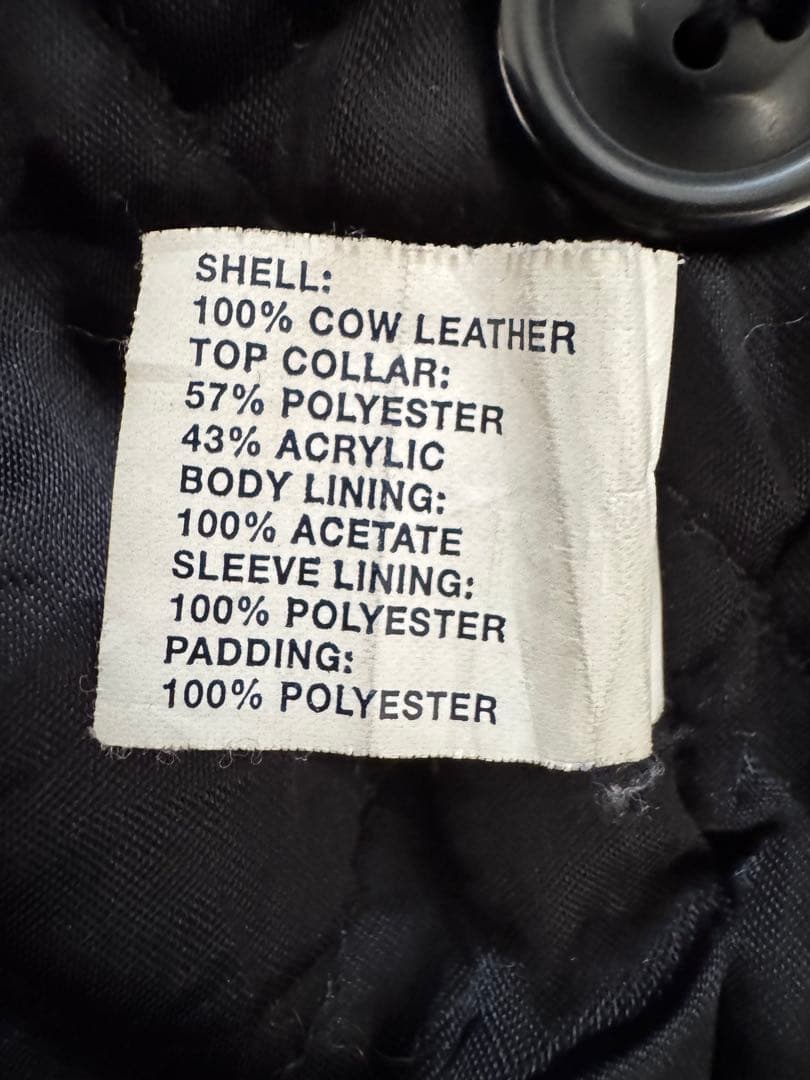 SHELL:
100% COW LEATHER
TOP COLLAR:
57% POLYESTER
43% ACRYLIC
BODY LINING:
100% ACETATE
SLEEVE LINING:
100% POLYESTER
PADDING:
100% POLYESTER